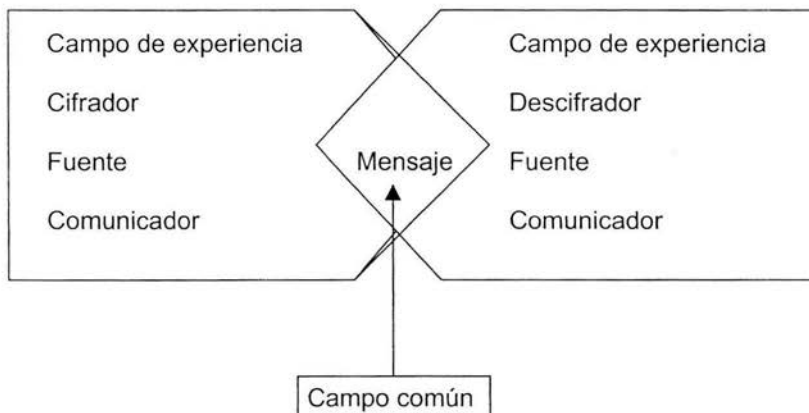 Campo de experiencia
Cifrador
Fuente
Comunicador
Mensaje
Campo de experiencia
Descifrador
Fuente
Comunicador
Campo común